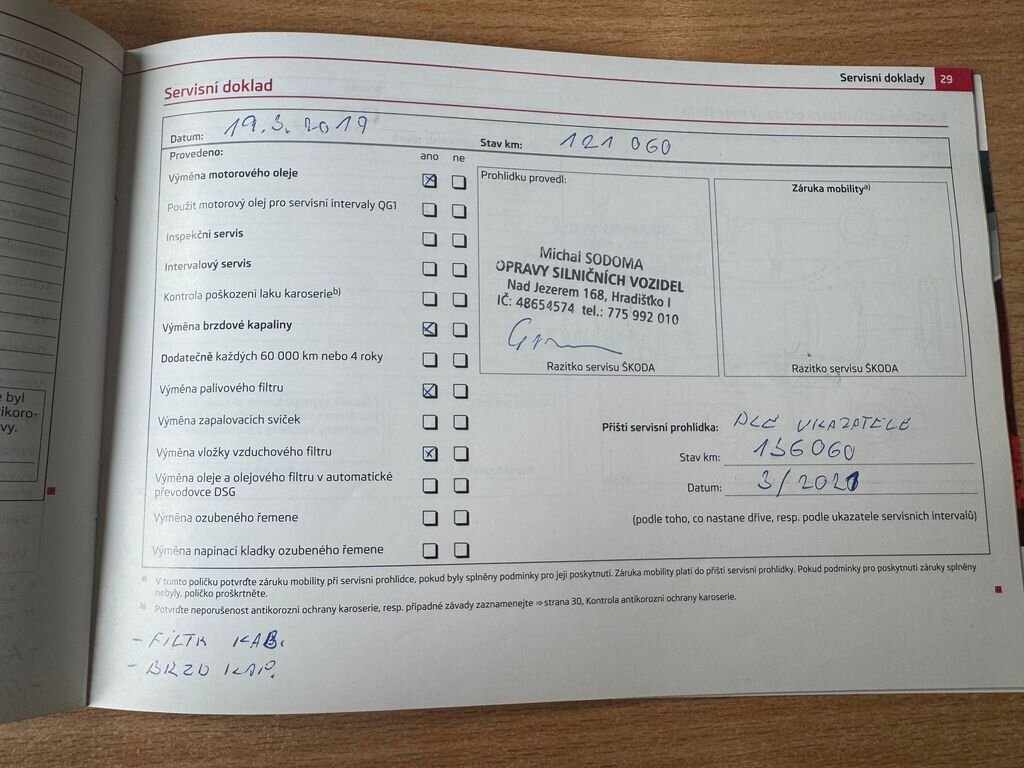 Servisní doklady 29
Servisní doklad
Datum: 19.3.2019
Stav km: 121 060
Provedeno: ano ne
Výměna motorového oleje
Použit motorový olej pro servisní intervaly QG1
Inspekční servis
Intervalový servis
Kontrola poškození laku karoserie b)
Výměna brzdové kapaliny
Dodatečně každých 60 000 km nebo 4 roky
Výměna palivového filtru
Výměna zapalovacích svíček
Výměna vložky vzduchového filtru
Výměna oleje a olejového filtru v automatické
převodovce DSG
Výměna ozubeného řemene
Výměna napínací kladky ozubeného řemene
Prohlídku provedl:
Michal SODOMA
OPRAVY SILNIČNÍCH VOZIDEL
Nad Jezerem 168, Hradišťko I
IČ: 48654574 tel.: 775 992 010
Razítko servisu ŠKODA
Záruka mobility a)
Razítko servisu ŠKODA
Příští servisní prohlídka: DLE UKAZATELE
Stav km: 136060
Datum: 3/2021
(podle toho, co nastane dříve, resp. podle ukazatele servisních intervalů)
a) V tomto políčku potvrďte záruku mobility při servisní prohlídce, pokud byly splněny podmínky pro její poskytnutí. Záruka mobility platí do příští servisní prohlídky. Pokud podmínky pro poskytnutí záruky splněny
nebyly, políčko proškrtněte.
b) Potvrďte neporušenost antikorozní ochrany karoserie, resp. případné závady zaznamenejte ⇒ strana 30, Kontrola antikorozní ochrany karoserie.
- FILTR KAB.
- BRZD KAP.
e byl
ikoro-
vy.